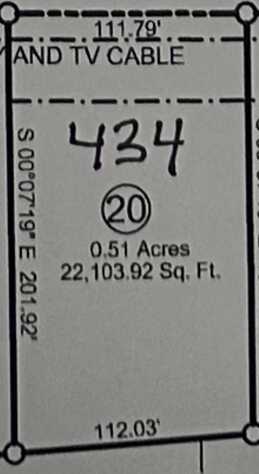 111.79'
AND TV CABLE
434
S 00°07'19" E 201.92'
20
0.51 Acres
22,103.92 Sq. Ft.
112.03'